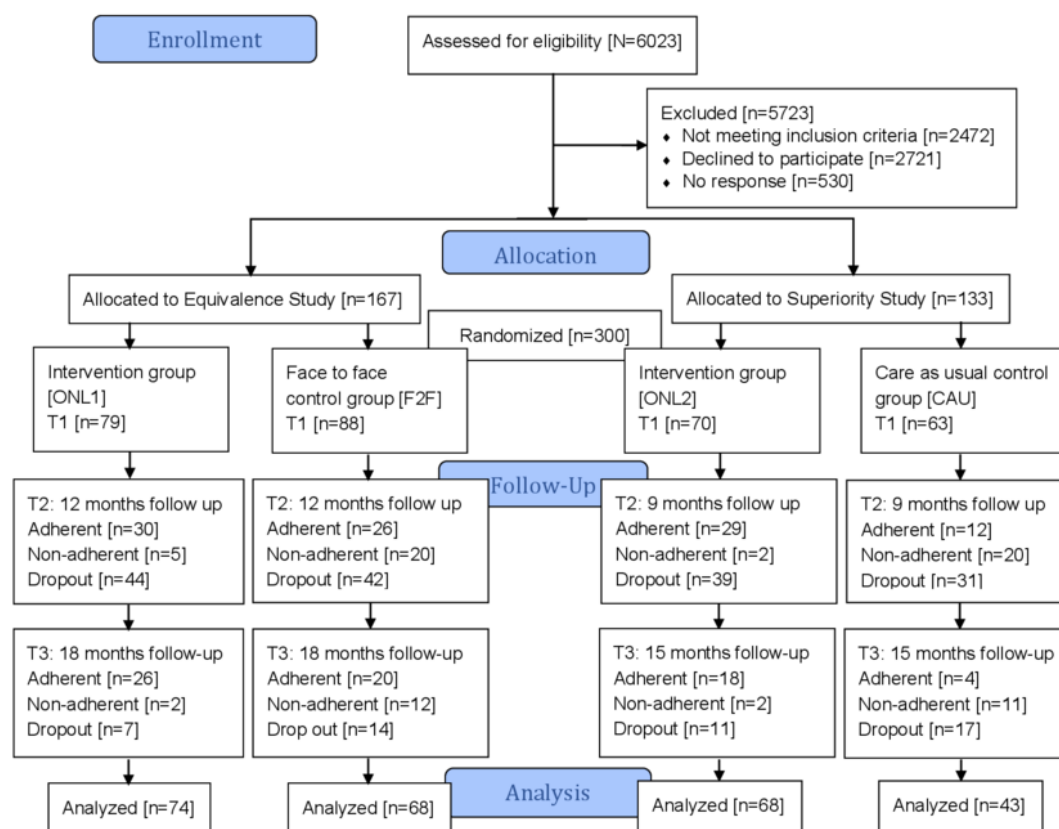 Enrollment
Assessed for eligibility [N=6023]
Excluded [n=5723]
♦ Not meeting inclusion criteria [n=2472]
♦ Declined to participate [n=2721]
♦ No response [n=530]
Allocation
Allocated to Equivalence Study [n=167]
Allocated to Superiority Study [n=133]
Randomized [n=300]
Intervention group
[ONL1]
T1 [n=79]
Face to face
control group [F2F]
T1 [n=88]
Intervention group
[ONL2]
T1 [n=70]
Care as usual control
group [CAU]
T1 [n=63]
Follow-Up
T2: 12 months follow up
Adherent [n=30]
Non-adherent [n=5]
Dropout [n=44]
T2: 12 months follow up
Adherent [n=26]
Non-adherent [n=20]
Dropout [n=42]
T2: 9 months follow up
Adherent [n=29]
Non-adherent [n=2]
Dropout [n=39]
T2: 9 months follow up
Adherent [n=12]
Non-adherent [n=20]
Dropout [n=31]
T3: 18 months follow-up
Adherent [n=26]
Non-adherent [n=2]
Dropout [n=7]
T3: 18 months follow-up
Adherent [n=20]
Non-adherent [n=12]
Drop out [n=14]
T3: 15 months follow-up
Adherent [n=18]
Non-adherent [n=2]
Dropout [n=11]
T3: 15 months follow-up
Adherent [n=4]
Non-adherent [n=11]
Dropout [n=17]
Analysis
Analyzed [n=74]
Analyzed [n=68]
Analyzed [n=68]
Analyzed [n=43]